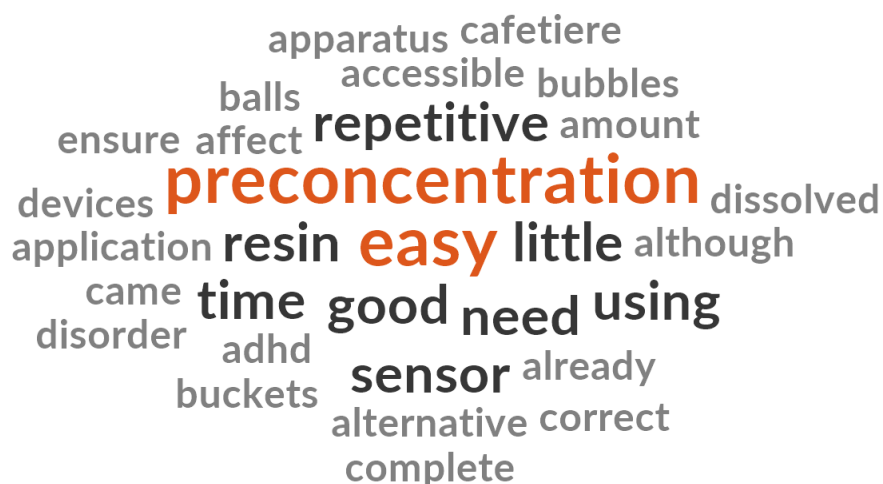 apparatus cafetiere
accessible bubbles
balls
repetitive amount
ensure affect
preconcentration
devices dissolved
application resin easy little although
came time good need using
disorder
adhd
sensor already
buckets
alternative correct
complete